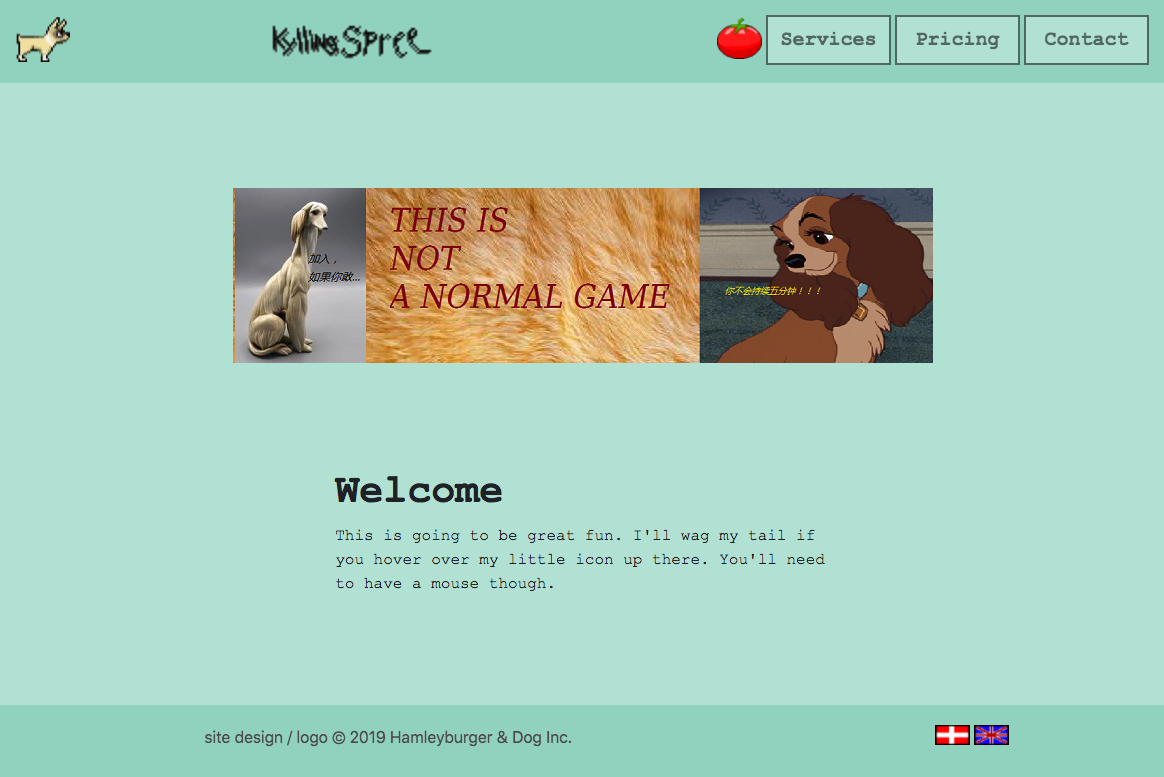 KyllingSpree
Services
Pricing
Contact
加入，
如果你敢...
THIS IS
NOT
A NORMAL GAME
你不会持续五分钟！！！
Welcome
This is going to be great fun. I'll wag my tail if
you hover over my little icon up there. You'll need
to have a mouse though.
site design / logo © 2019 Hamleyburger & Dog Inc.